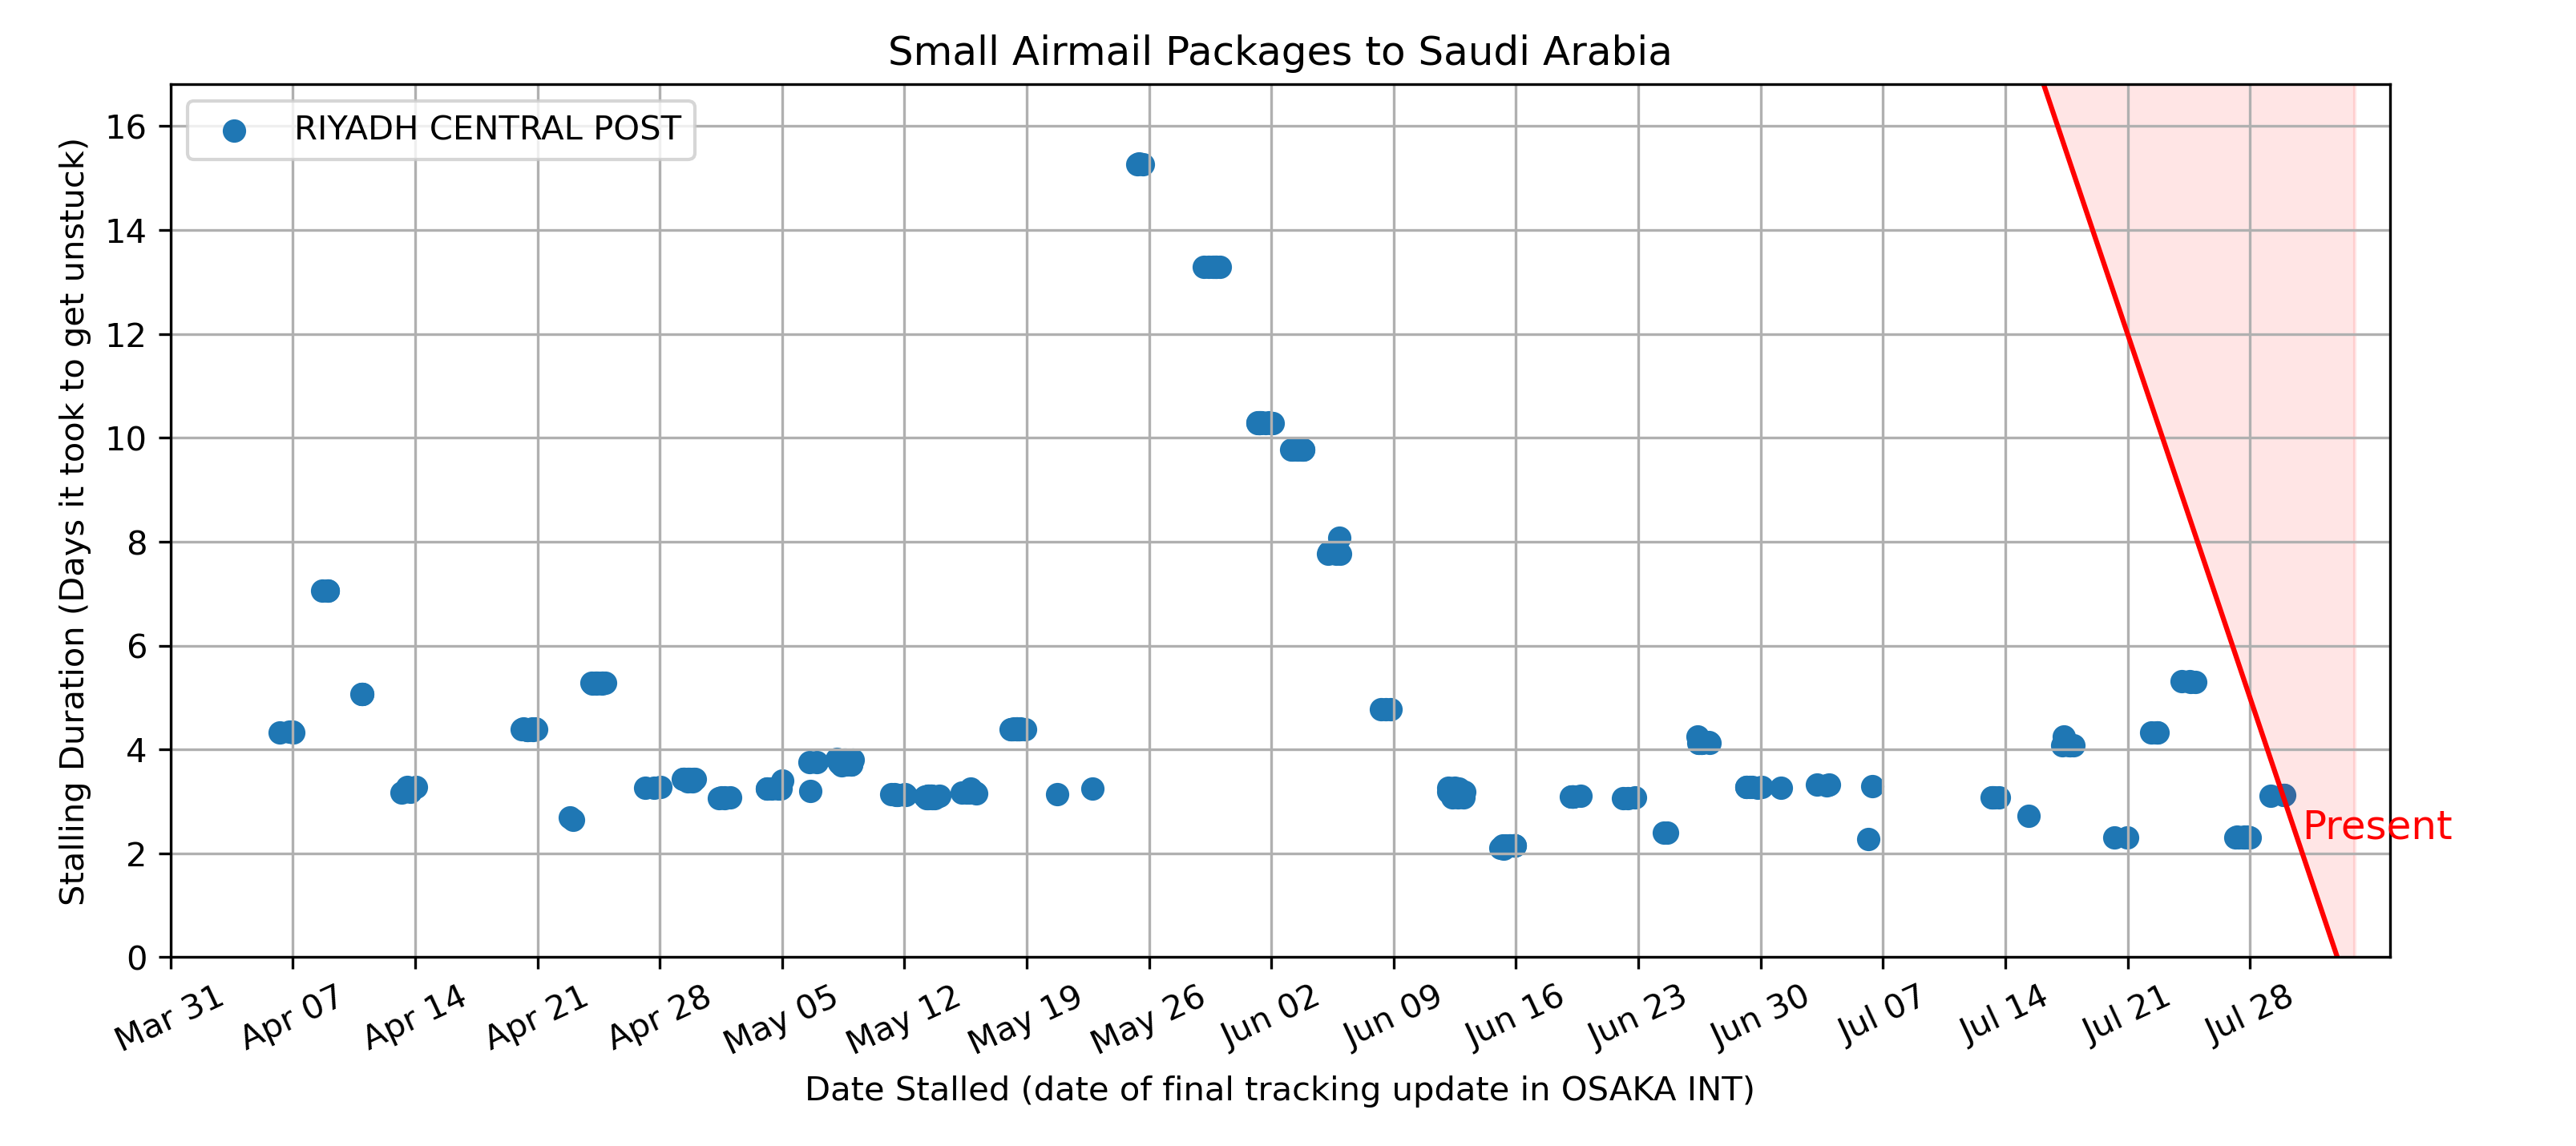 Small Airmail Packages to Saudi Arabia
RIYADH CENTRAL POST
Stalling Duration (Days it took to get unstuck)
16
14
12
10
8
6
4
2
0
Present
Mar 31
Apr 07
Apr 14
Apr 21
Apr 28
May 05
May 12
May 19
May 26
Jun 02
Jun 09
Jun 16
Jun 23
Jun 30
Jul 07
Jul 14
Jul 21
Jul 28
Date Stalled (date of final tracking update in OSAKA INT)